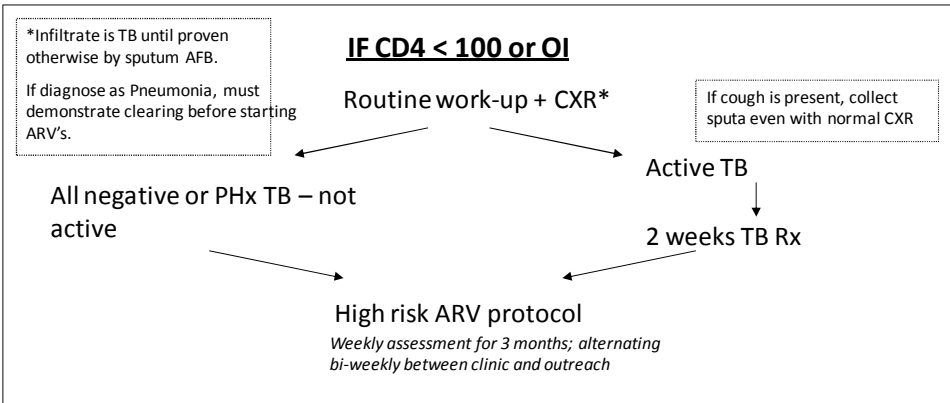 *Infiltrate is TB until proven
otherwise by sputum AFB.
If diagnose as Pneumonia, must
demonstrate clearing before starting
ARV's.
IF CD4 < 100 or OI
Routine work-up + CXR*
If cough is present, collect
sputa even with normal CXR
All negative or PHx TB – not
active
Active TB
2 weeks TB Rx
High risk ARV protocol
Weekly assessment for 3 months; alternating
bi-weekly between clinic and outreach